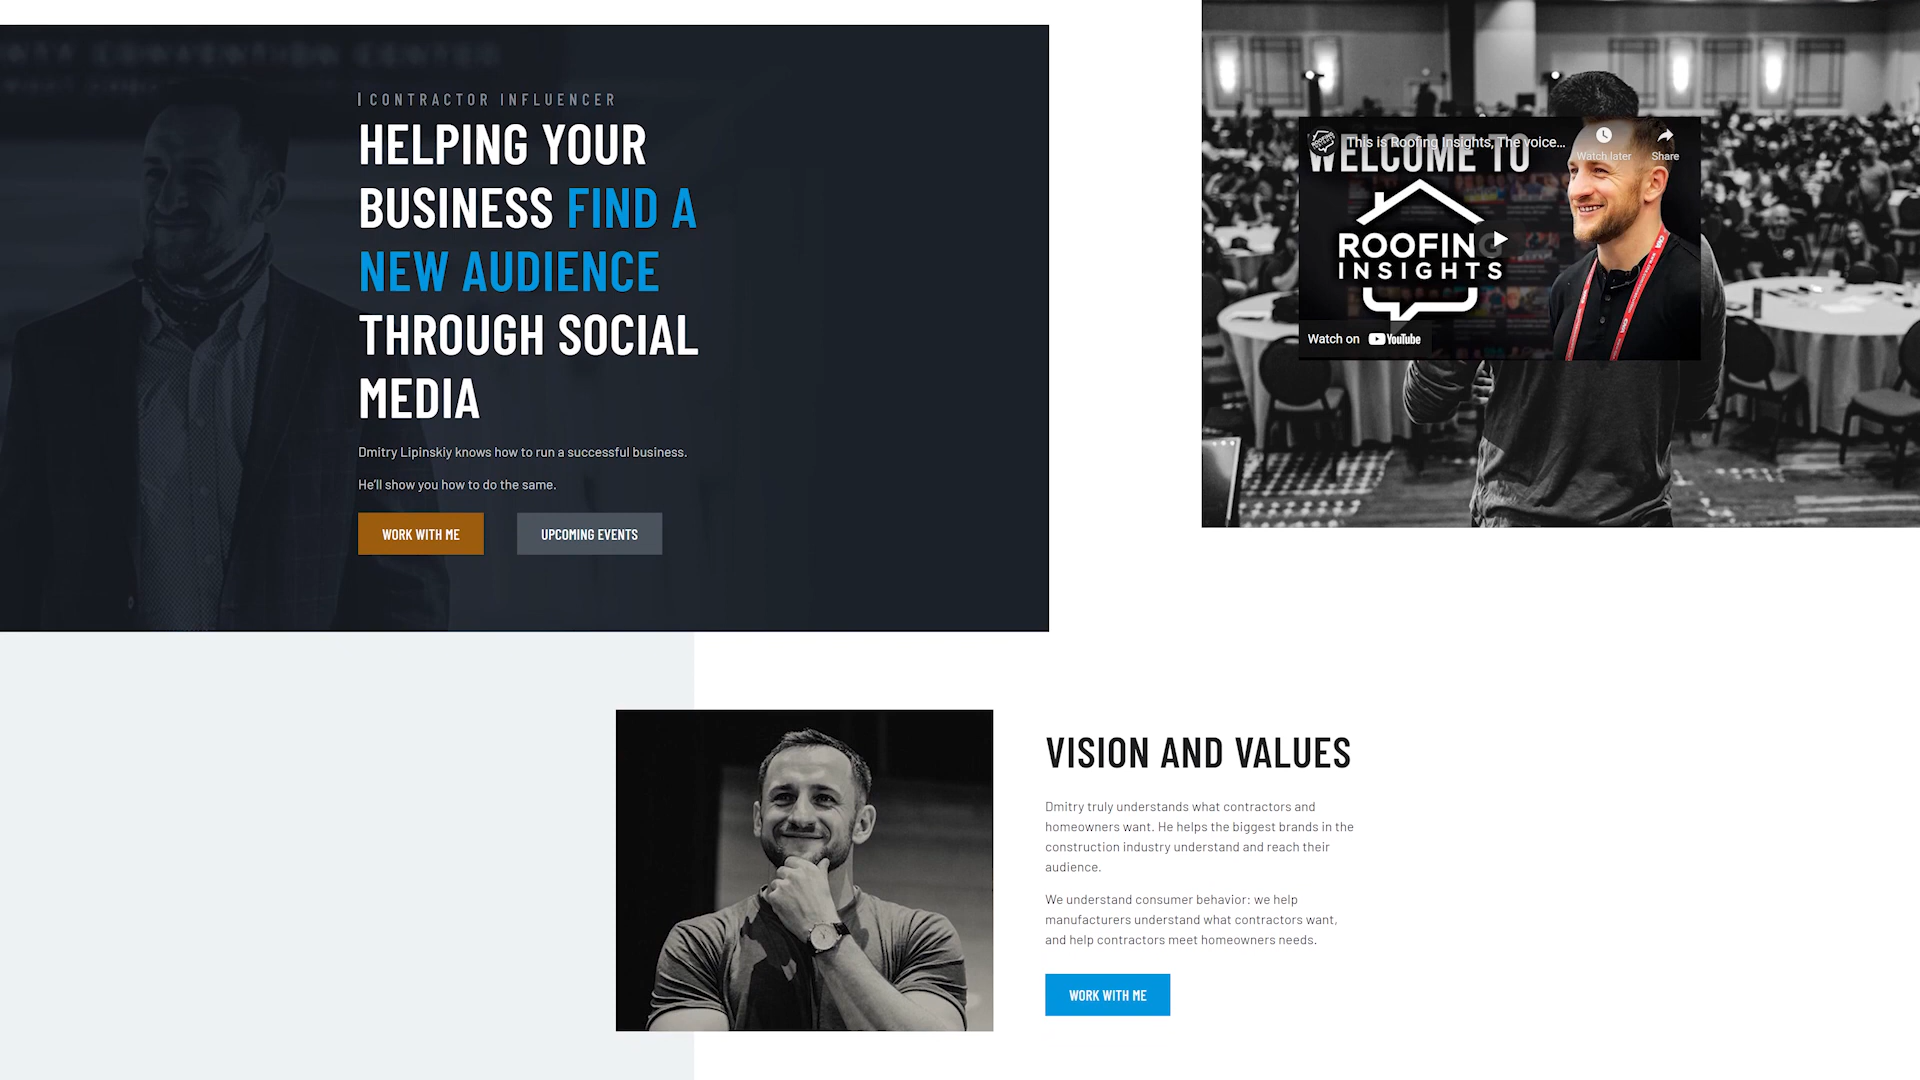 CONTRACTOR INFLUENCER
HELPING YOUR
BUSINESS FIND A
NEW AUDIENCE
THROUGH SOCIAL
MEDIA
Dmitry Lipinskiy knows how to run a successful business.
He'll show you how to do the same.
WORK WITH ME
UPCOMING EVENTS
This is Roofing Insights, The voice...
Watch later
Share
WELCOME TO
ROOFING
INSIGHTS
Watch on YouTube
VISION AND VALUES
Dmitry truly understands what contractors and
homeowners want. He helps the biggest brands in the
construction industry understand and reach their
audience.
We understand consumer behavior: we help
manufacturers understand what contractors want,
and help contractors meet homeowners needs.
WORK WITH ME